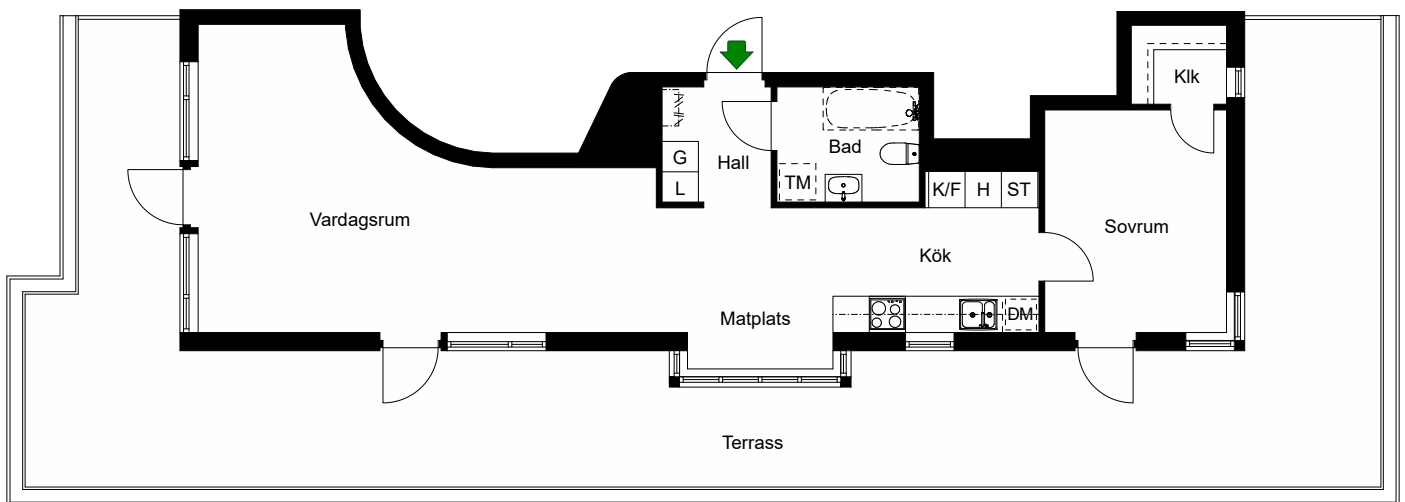 Klk
G
Hall
Bad
L
TM
K/F
H
ST
Vardagsrum
Sovrum
Kök
Matplats
DM
Terrass